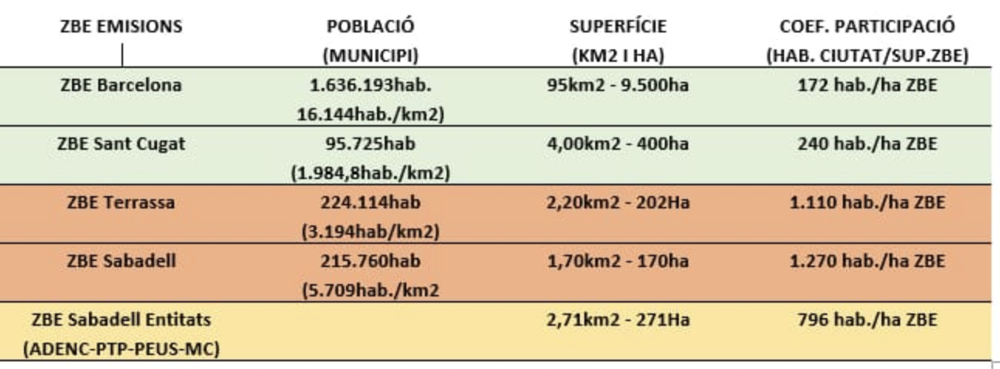 ZBE EMISIONS POBLACIÓ SUPERFÍCIE COEF. PARTICIPACIÓ
(MUNICIPI) (KM2 I HA) (HAB. CIUTAT/SUP.ZBE)
ZBE Barcelona 1.636.193hab. 95km2 - 9.500ha 172 hab./ha ZBE
16.144hab./km2)
ZBE Sant Cugat 95.725hab 4,00km2 - 400ha 240 hab./ha ZBE
(1.984,8hab./km2)
ZBE Terrassa 224.114hab 2,20km2 - 202Ha 1.110 hab./ha ZBE
(3.194hab/km2)
ZBE Sabadell 215.760hab 1,70km2 - 170ha 1.270 hab./ha ZBE
(5.709hab./km2
ZBE Sabadell Entitats 2,71km2 - 271Ha 796 hab./ha ZBE
(ADENC-PTP-PEUS-MC)